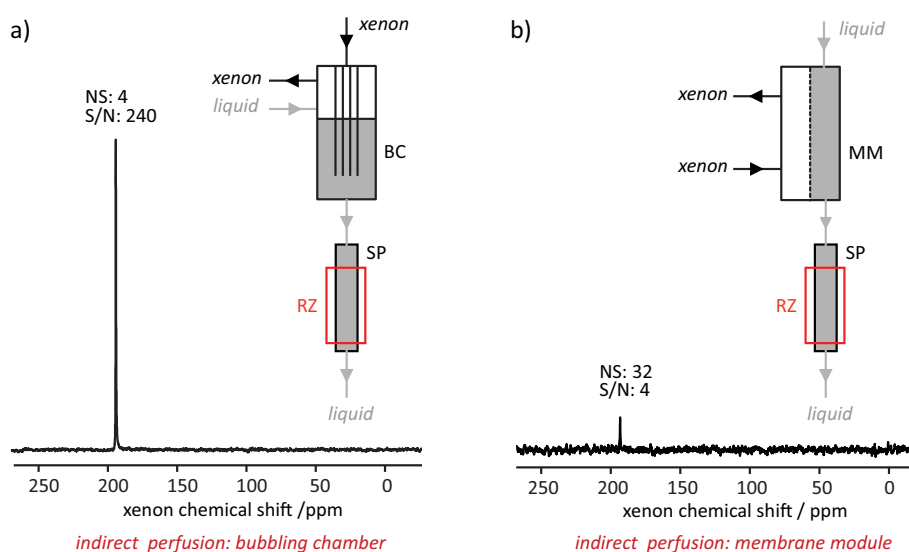 a)
xenon
xenon
liquid
NS: 4
S/N: 240
BC
SP
RZ
liquid
250 200 150 100 50 0
xenon chemical shift /ppm
indirect perfusion: bubbling chamber
b)
liquid
xenon
xenon
MM
SP
RZ
NS: 32
S/N: 4
liquid
250 200 150 100 50 0
xenon chemical shift /ppm
indirect perfusion: membrane module